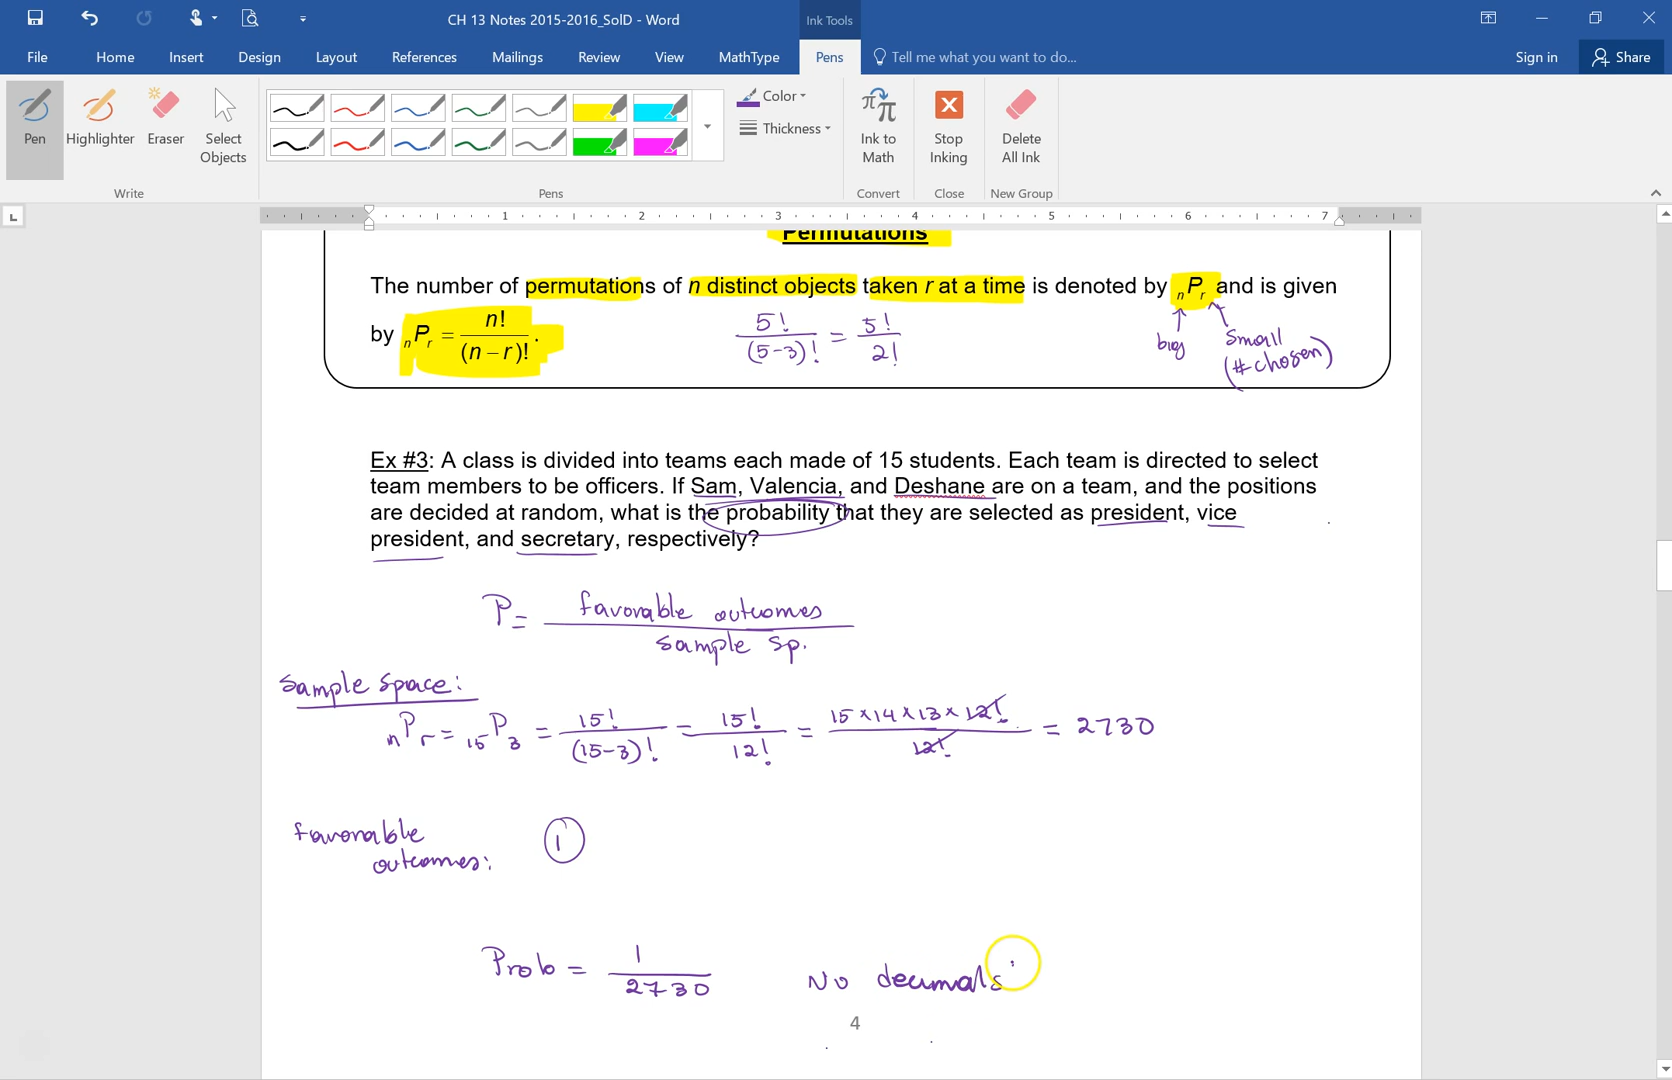 CH 13 Notes 2015-2016_SolD - Word
Ink Tools
File Home Insert Design Layout References Mailings Review View MathType Pens Tell me what you want to do... Sign in Share
Pen Highlighter Eraser Select Objects
Color
Thickness
Ink to Math
Stop Inking
Delete All Ink
Write Pens Convert Close New Group
L
1 2 3 4 5 6 7
Permutations
The number of permutations of n distinct objects taken r at a time is denoted by nPr and is given
by nPr = n!/(n – r)!.
5!/(5-3)! = 5!/2!
big
small
(# chosen)
Ex #3: A class is divided into teams each made of 15 students. Each team is directed to select
team members to be officers. If Sam, Valencia, and Deshane are on a team, and the positions
are decided at random, what is the probability that they are selected as president, vice
president, and secretary, respectively?
P = favorable outcomes
sample sp.
Sample Space:
nPr = 15P3 = 15!/(15-3)! = 15!/12! = 15 x 14 x 13 x 12!/12! = 2730
favorable
outcomes:
1
Prob = 1/2730
No decimals
4